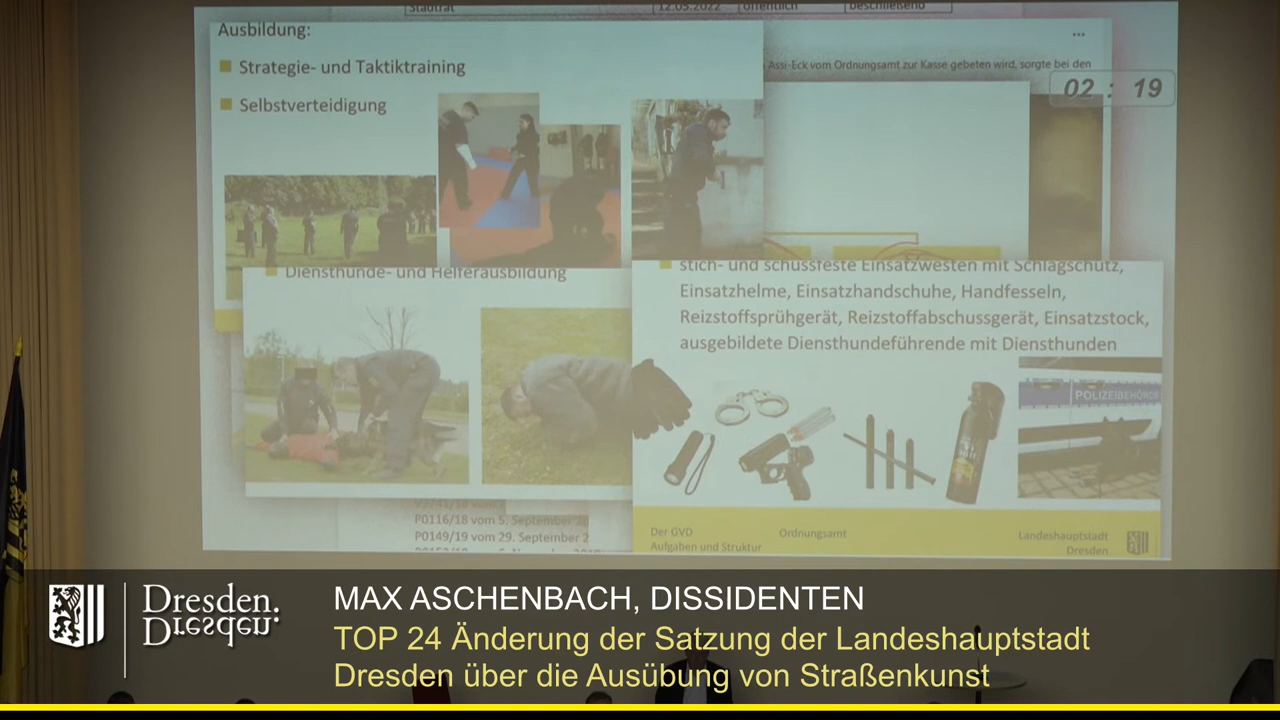 Stadtrat
12.05.2022
öffentlich
beschließend
Ausbildung:
...
Strategie- und Taktiktraining
Assi-Eck vom Ordnungsamt zur Kasse gebeten wird, sorgte bei den
02 : 19
Selbstverteidigung
Diensthunde- und Helferausbildung
stich- und schussfeste Einsatzwesten mit Schlagschutz,
Einsatzhelme, Einsatzhandschuhe, Handfesseln,
Reizstoffsprühgerät, Reizstoffabschussgerät, Einsatzstock,
ausgebildete Diensthundeführende mit Diensthunden
POLIZEIBEHÖRDE
P0116/18 vom 5. September
P0149/19 vom 29. September 2
Der GVD
Aufgaben und Struktur
Ordnungsamt
Landeshauptstadt
Dresden
Dresden.
Dresden.
MAX ASCHENBACH, DISSIDENTEN
TOP 24 Änderung der Satzung der Landeshauptstadt
Dresden über die Ausübung von Straßenkunst